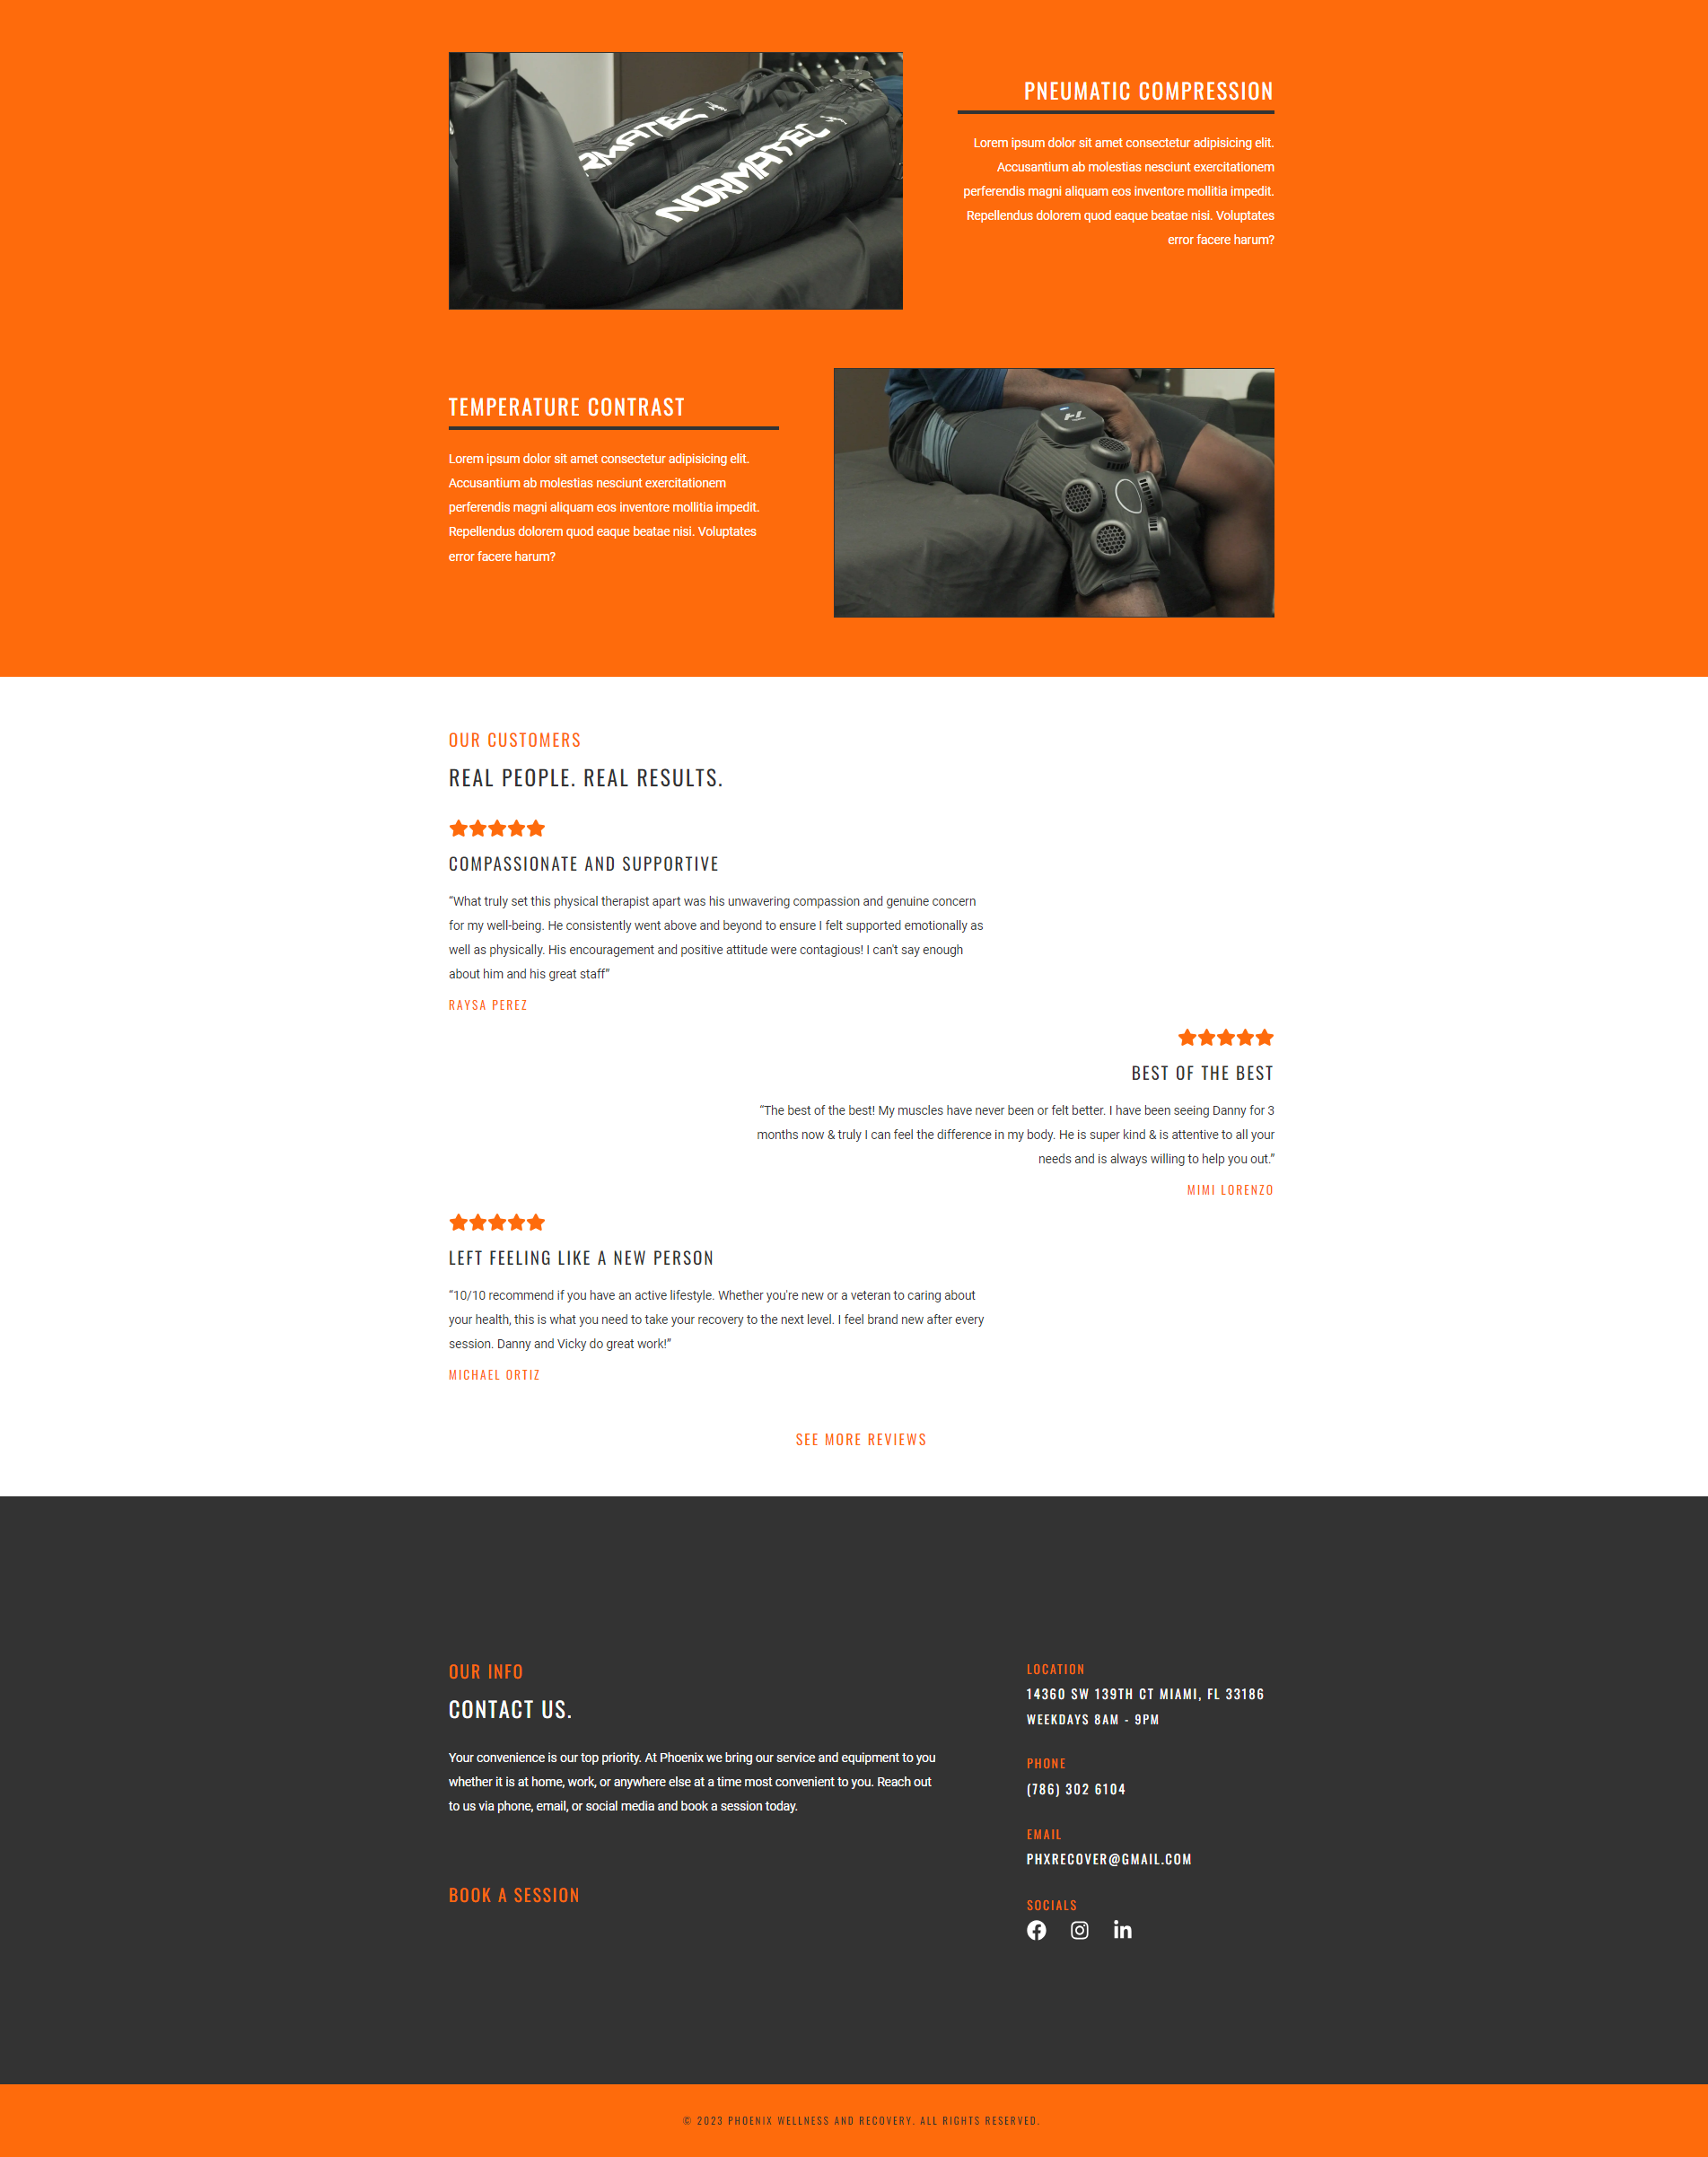 RMATEC
NORMATEC
PNEUMATIC COMPRESSION
Lorem ipsum dolor sit amet consectetur adipisicing elit.
Accusantium ab molestias nesciunt exercitationem
perferendis magni aliquam eos inventore mollitia impedit.
Repellendus dolorem quod eaque beatae nisi. Voluptates
error facere harum?
TEMPERATURE CONTRAST
Lorem ipsum dolor sit amet consectetur adipisicing elit.
Accusantium ab molestias nesciunt exercitationem
perferendis magni aliquam eos inventore mollitia impedit.
Repellendus dolorem quod eaque beatae nisi. Voluptates
error facere harum?
OUR CUSTOMERS
REAL PEOPLE. REAL RESULTS.
COMPASSIONATE AND SUPPORTIVE
“What truly set this physical therapist apart was his unwavering compassion and genuine concern
for my well-being. He consistently went above and beyond to ensure I felt supported emotionally as
well as physically. His encouragement and positive attitude were contagious! I can't say enough
about him and his great staff”
RAYSA PEREZ
BEST OF THE BEST
“The best of the best! My muscles have never been or felt better. I have been seeing Danny for 3
months now & truly I can feel the difference in my body. He is super kind & is attentive to all your
needs and is always willing to help you out.”
MIMI LORENZO
LEFT FEELING LIKE A NEW PERSON
“10/10 recommend if you have an active lifestyle. Whether you're new or a veteran to caring about
your health, this is what you need to take your recovery to the next level. I feel brand new after every
session. Danny and Vicky do great work!”
MICHAEL ORTIZ
SEE MORE REVIEWS
OUR INFO
CONTACT US.
Your convenience is our top priority. At Phoenix we bring our service and equipment to you
whether it is at home, work, or anywhere else at a time most convenient to you. Reach out
to us via phone, email, or social media and book a session today.
BOOK A SESSION
LOCATION
14360 SW 139TH CT MIAMI, FL 33186
WEEKDAYS 8AM - 9PM
PHONE
(786) 302 6104
EMAIL
PHXRECOVER@GMAIL.COM
SOCIALS
© 2023 PHOENIX WELLNESS AND RECOVERY. ALL RIGHTS RESERVED.